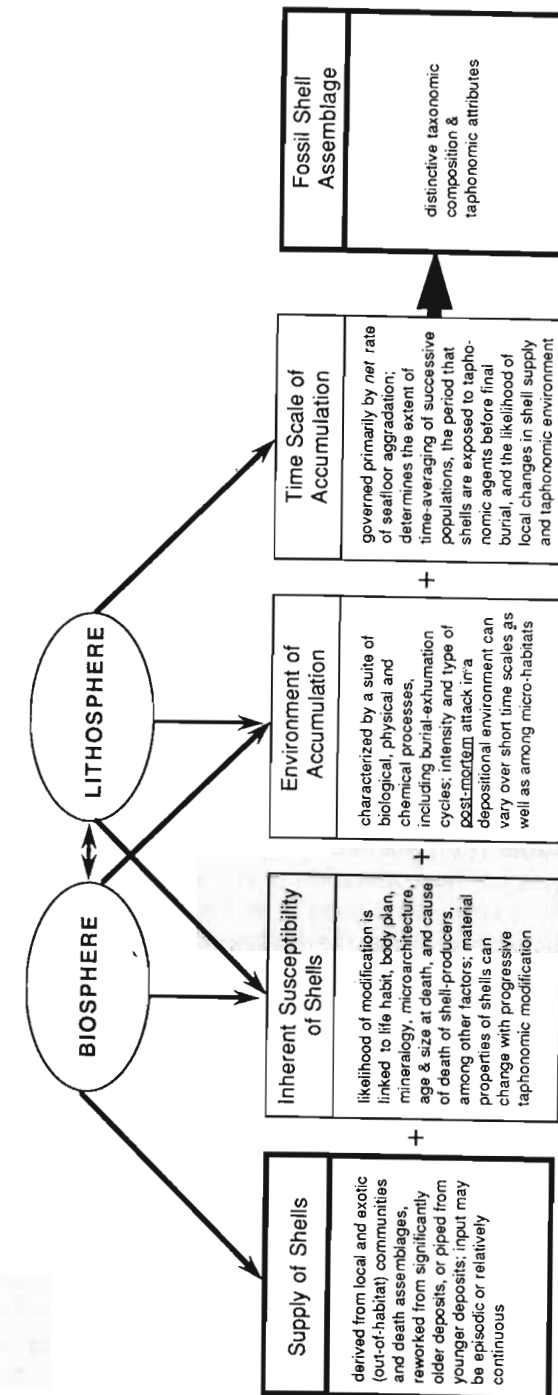 BIOSPHERE
LITHOSPHERE
Supply of Shells
derived from local and exotic
(out-of-habitat) communities
and death assemblages,
reworked from significantly
older deposits, or piped from
younger deposits; input may
be episodic or relatively
continuous
+
Inherent Susceptibility
of Shells
likelihood of modification is
linked to life habit, body plan,
mineralogy, microarchitecture,
age & size at death, and cause
of death of shell-producers,
among other factors; material
properties of shells can
change with progressive
taphonomic modification
+
Environment of
Accumulation
characterized by a suite of
biological, physical and
chemical processes,
including burial-exhumation
cycles; intensity and type of
post-mortem attack in a
depositional environment can
vary over short time scales as
well as among micro-habitats
+
Time Scale of
Accumulation
governed primarily by net rate
of seafloor aggradation;
determines the extent of
time-averaging of successive
populations, the period that
shells are exposed to tapho-
nomic agents before final
burial, and the likelihood of
local changes in shell supply
and taphonomic environment
Fossil Shell
Assemblage
distinctive taxonomic
composition &
taphonomic attributes